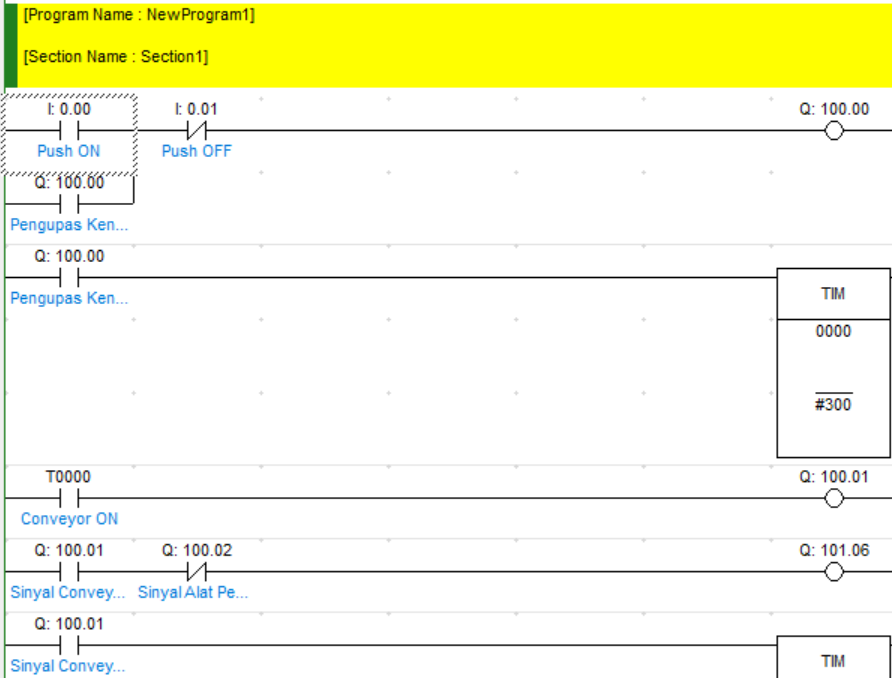 [Program Name : NewProgram1]
[Section Name : Section1]
I: 0.00 I: 0.01 Q: 100.00
Push ON Push OFF
Q: 100.00
Pengupas Ken...
Q: 100.00
Pengupas Ken...
TIM
0000
#300
T0000 Q: 100.01
Conveyor ON
Q: 100.01 Q: 100.02 Q: 101.06
Sinyal Convey... Sinyal Alat Pe...
Q: 100.01
Sinyal Convey...
TIM